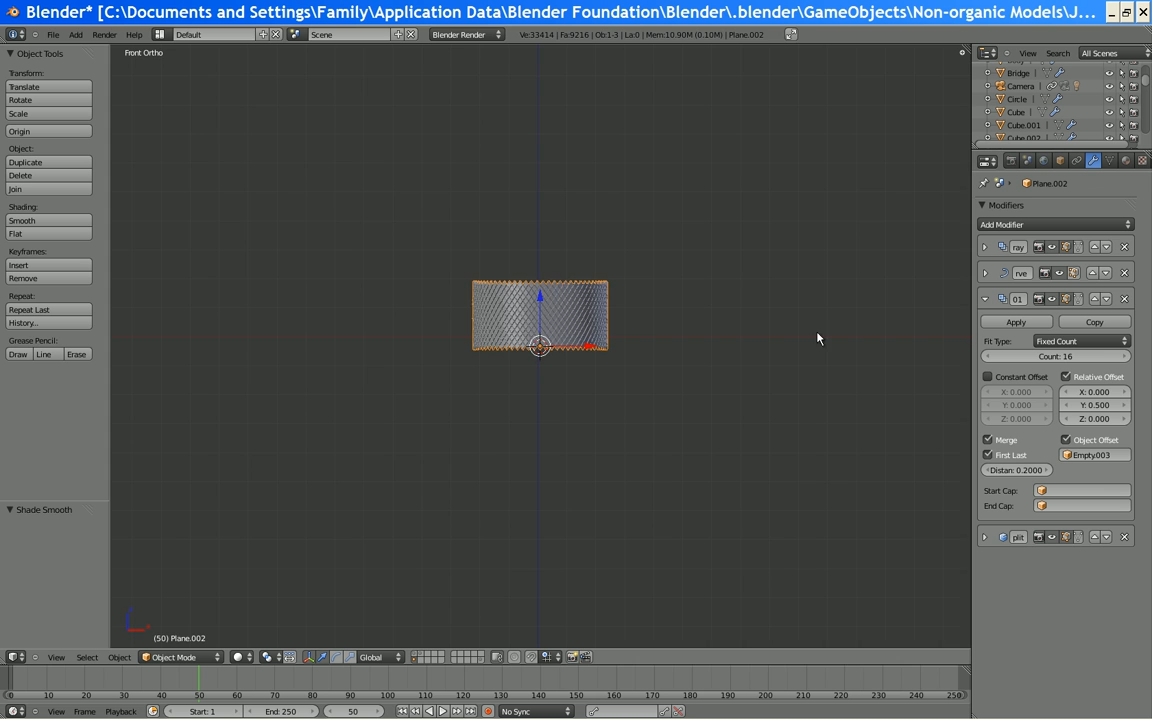 Blender* [C:\Documents and Settings\Family\Application Data\Blender Foundation\Blender\.blender\GameObjects\Non-organic Models\J...
File Add Render Help Default Scene Blender Render Ve:33414 | Fa:9216 | Ob:1-3 | La:0 | Mem:10.90M (0.10M) | Plane.002
Object Tools
Transform:
Translate
Rotate
Scale
Origin
Object:
Duplicate
Delete
Join
Shading:
Smooth
Flat
Keyframes:
Insert
Remove
Repeat:
Repeat Last
History...
Grease Pencil:
Draw Line Erase
Shade Smooth
Front Ortho
(50) Plane.002
View Search All Scenes
Bridge
Camera
Circle
Cube
Cube.001
Cube.002
Plane.002
Modifiers
Add Modifier
ray
rve
01
Apply Copy
Fit Type: Fixed Count
Count: 16
Constant Offset Relative Offset
X: 0.000 X: 0.000
Y: 0.000 Y: 0.500
Z: 0.000 Z: 0.000
Merge Object Offset
First Last Empty.003
Distan: 0.2000
Start Cap:
End Cap:
plit
View Select Object Object Mode Global
0 10 20 30 40 50 60 70 80 90 100 110 120 130 140 150 160 170 180 190 200 210 220 230 240 250
View Frame Playback Start: 1 End: 250 50 No Sync